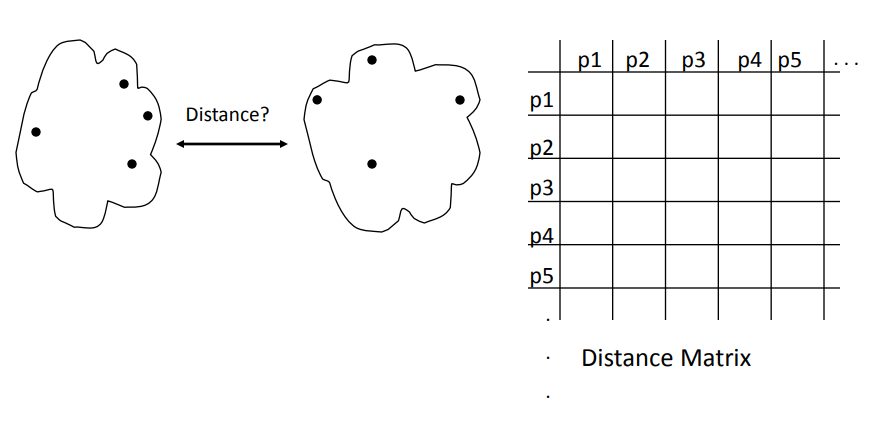 Distance?
p1 p2 p3 p4 p5 ...
p1
p2
p3
p4
p5
.
.
.
Distance Matrix